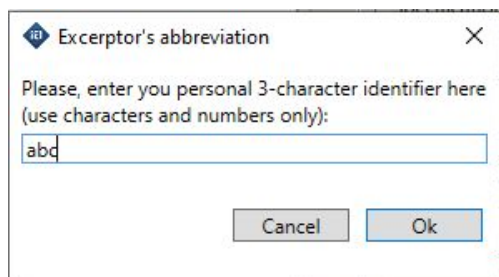 Excerptor's abbreviation
Please, enter you personal 3-character identifier here
(use characters and numbers only):
abc
Cancel Ok